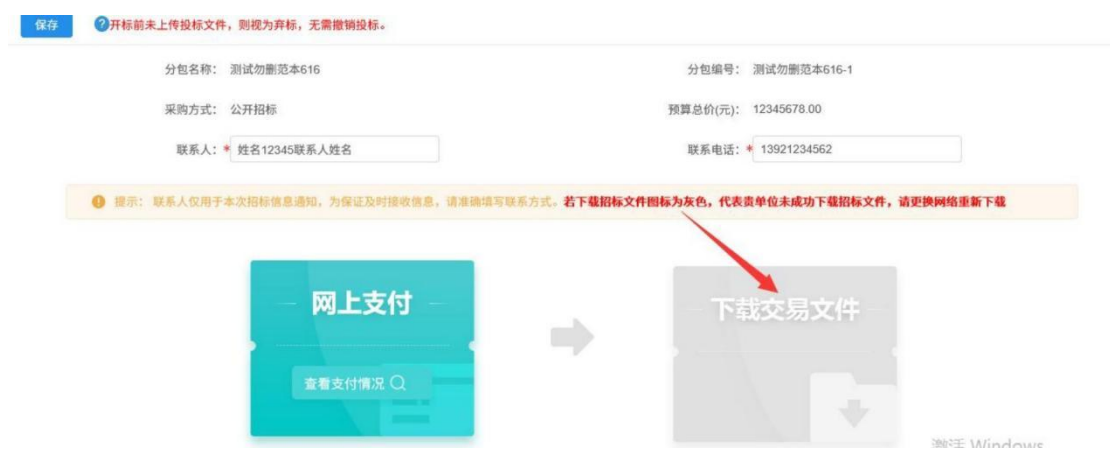 保存 ?开标前未上传投标文件，则视为弃标，无需撤销投标。
分包名称： 测试勿删范本616 分包编号： 测试勿删范本616-1
采购方式： 公开招标 预算总价(元)： 12345678.00
联系人：* 姓名12345联系人姓名 联系电话：* 13921234562
提示： 联系人仅用于本次招标信息通知，为保证及时接收信息，请准确填写联系方式。若下载招标文件图标为灰色，代表贵单位未成功下载招标文件，请更换网络重新下载
网上支付 下载交易文件
查看支付情况
激活 Windows